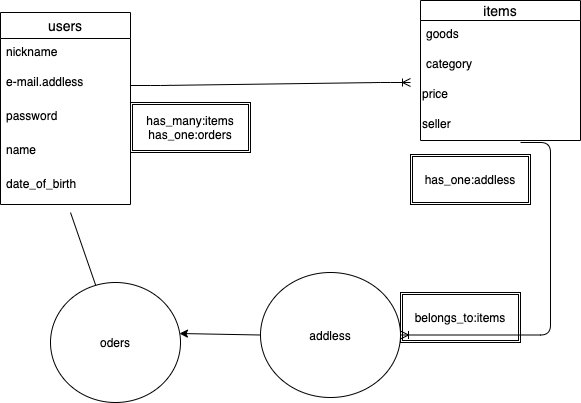 users
nickname
e-mail.addless
password
name
date_of_birth
has_many:items
has_one:orders
items
goods
category
price
seller
has_one:addless
belongs_to:items
oders
addless